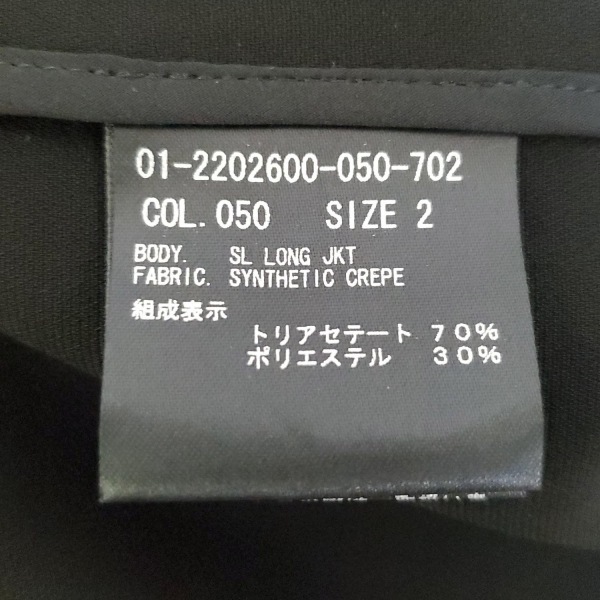 01-2202600-050-702
COL.050 SIZE 2
BODY. SL LONG JKT
FABRIC. SYNTHETIC CREPE
組成表示
トリアセテート 70%
ポリエステル 30%